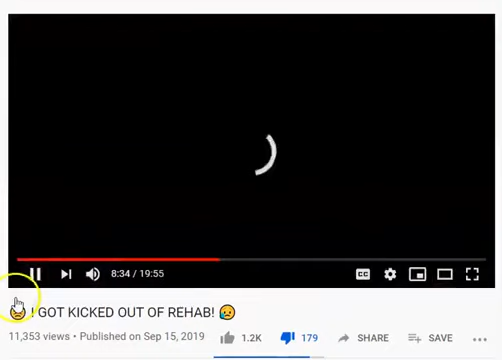 CC
8:34 / 19:55
I GOT KICKED OUT OF REHAB! 😥
11,353 views • Published on Sep 15, 2019
1.2K
179
SHARE
SAVE